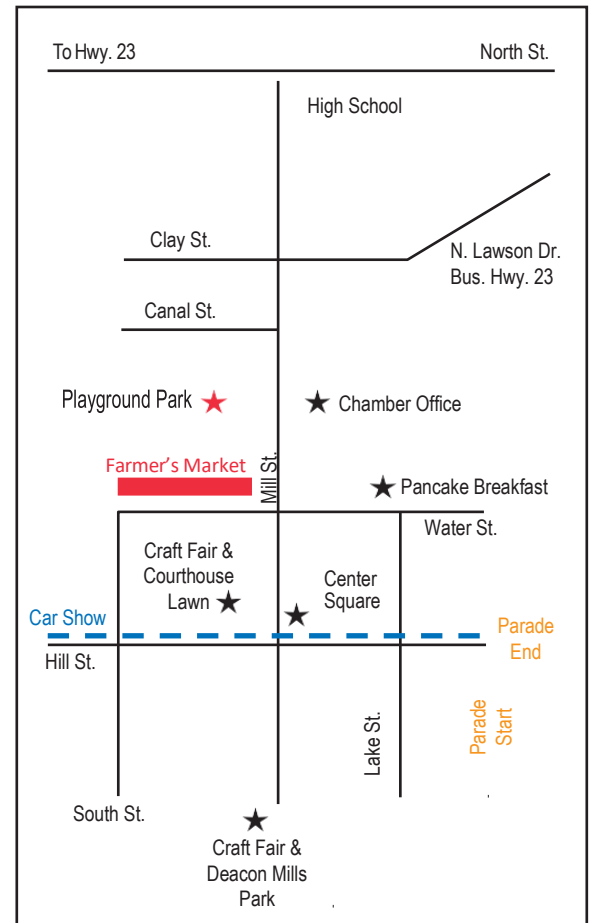 To Hwy. 23
North St.
High School
Clay St.
N. Lawson Dr.
Bus. Hwy. 23
Canal St.
Playground Park
Chamber Office
Farmer's Market
Mill St.
Pancake Breakfast
Water St.
Craft Fair &
Courthouse
Lawn
Center
Square
Car Show
Parade
End
Hill St.
Parade
Start
Lake St.
South St.
Craft Fair &
Deacon Mills
Park